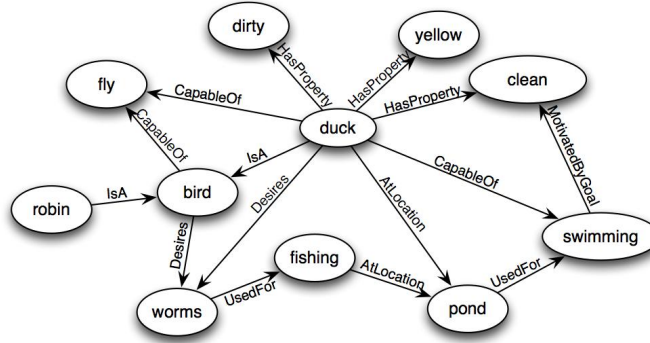 dirty
yellow
HasProperty
HasProperty
fly
CapableOf
HasProperty
clean
duck
CapableOf
IsA
MotivatedByGoal
CapableOf
IsA
bird
Desires
AtLocation
robin
swimming
Desires
fishing
AtLocation
UsedFor
UsedFor
worms
pond